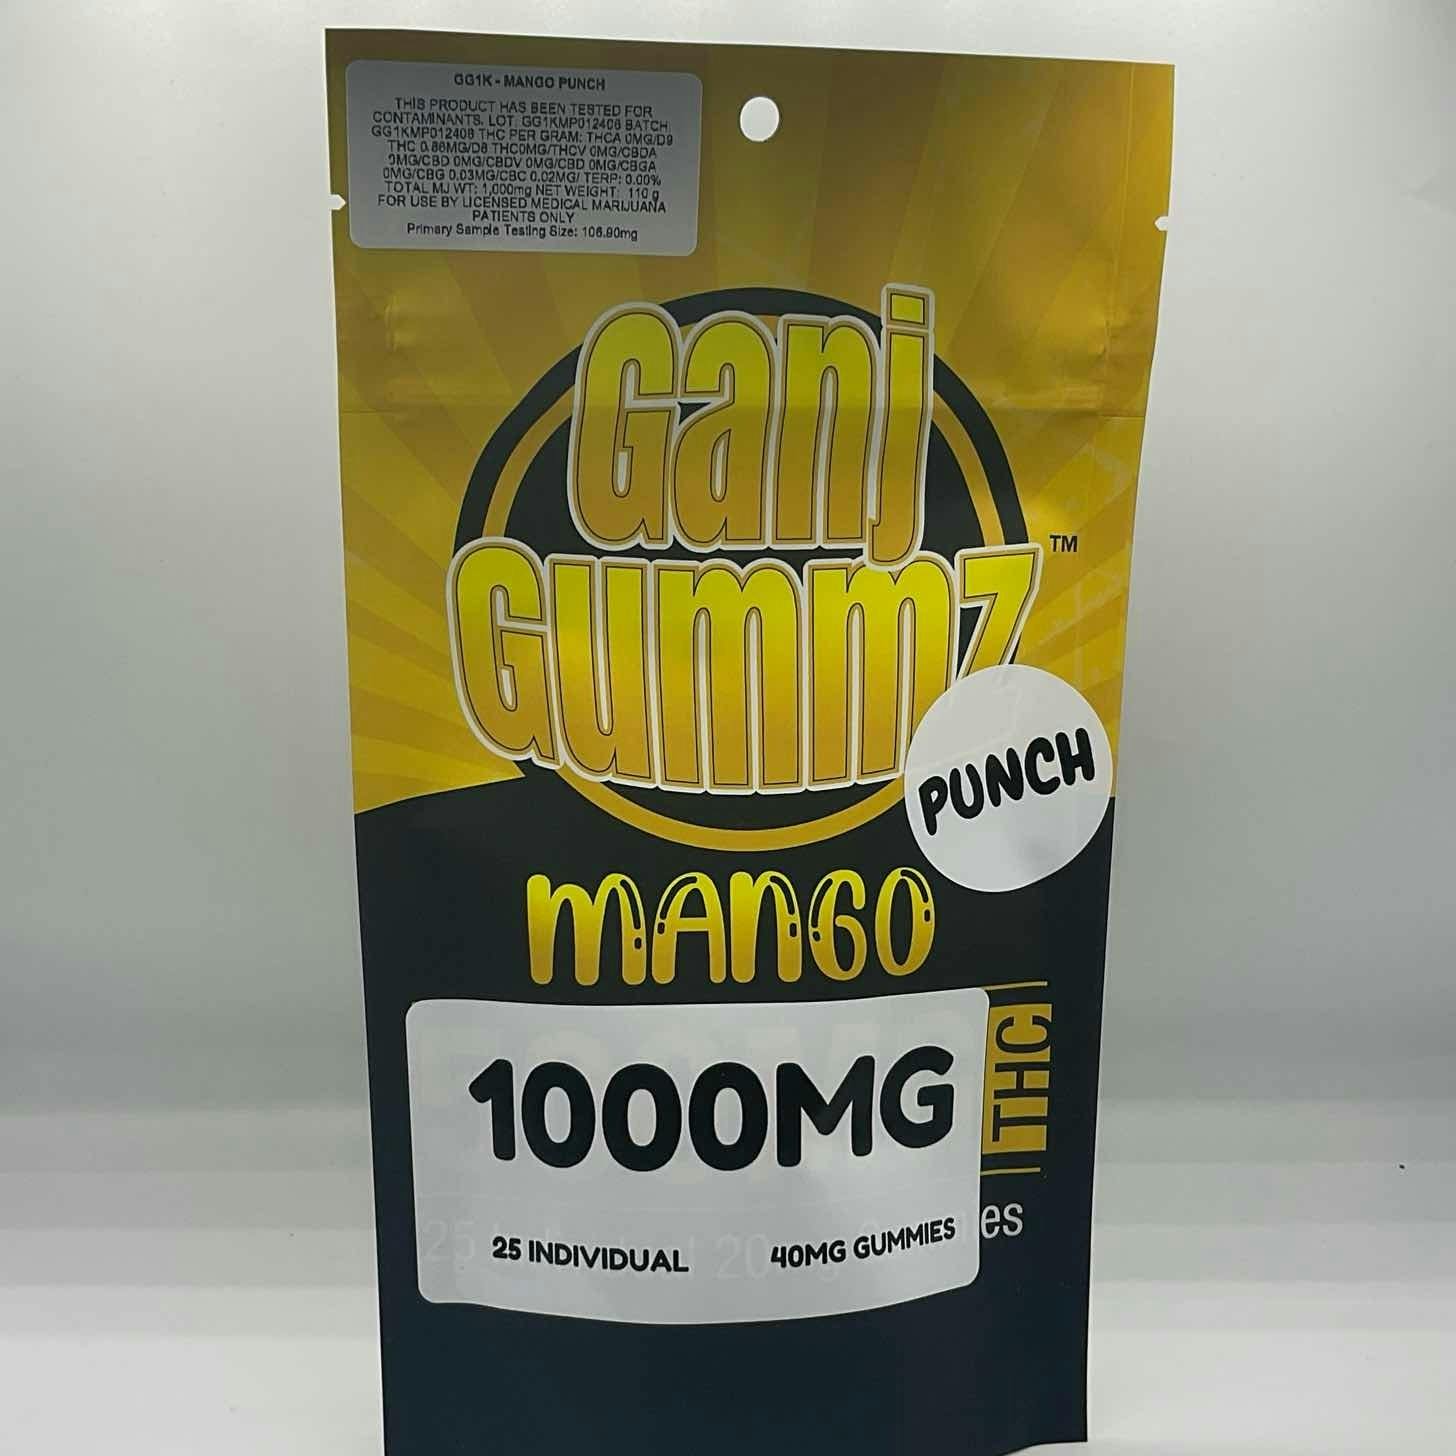 GG1K - MANGO PUNCH
THIS PRODUCT HAS BEEN TESTED FOR
CONTAMINANTS. LOT: GG1KMP012408 BATCH:
GG1KMP012408 THC PER GRAM: THCA 0MG/D9
THC 0.86MG/D8 THC0MG/THCV 0MG/CBDA
0MG/CBD 0MG/CBDV 0MG/CBD 0MG/CBGA
0MG/CBG 0.03MG/CBC 0.02MG/ TERP: 0.00%
TOTAL MJ WT: 1,000mg NET WEIGHT: 110 g
FOR USE BY LICENSED MEDICAL MARIJUANA
PATIENTS ONLY
Primary Sample Testing Size: 106.90mg
Ganj
Gummz
TM
PUNCH
MANGO
1000MG
THC
25 INDIVIDUAL 40MG GUMMIES
es